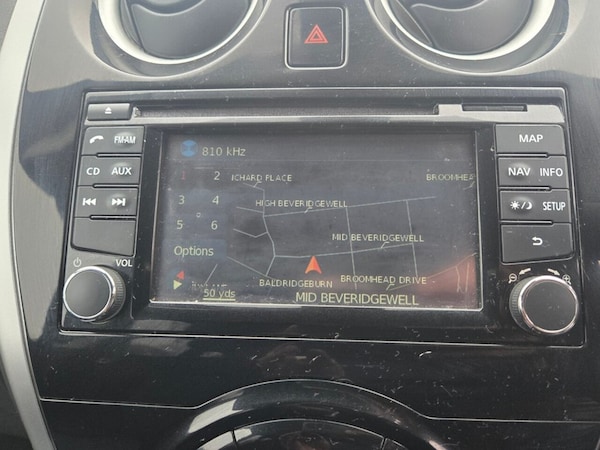 FM·AM
CD AUX
VOL
MAP
NAV INFO
SETUP
810 kHz
1 2
3 4
5 6
Options
50 yds
ICHARD PLACE
BROOMHEA
HIGH BEVERIDGEWELL
MID BEVERIDGEWELL
BALDRIDGEBURN
BROOMHEAD DRIVE
MID BEVERIDGEWELL